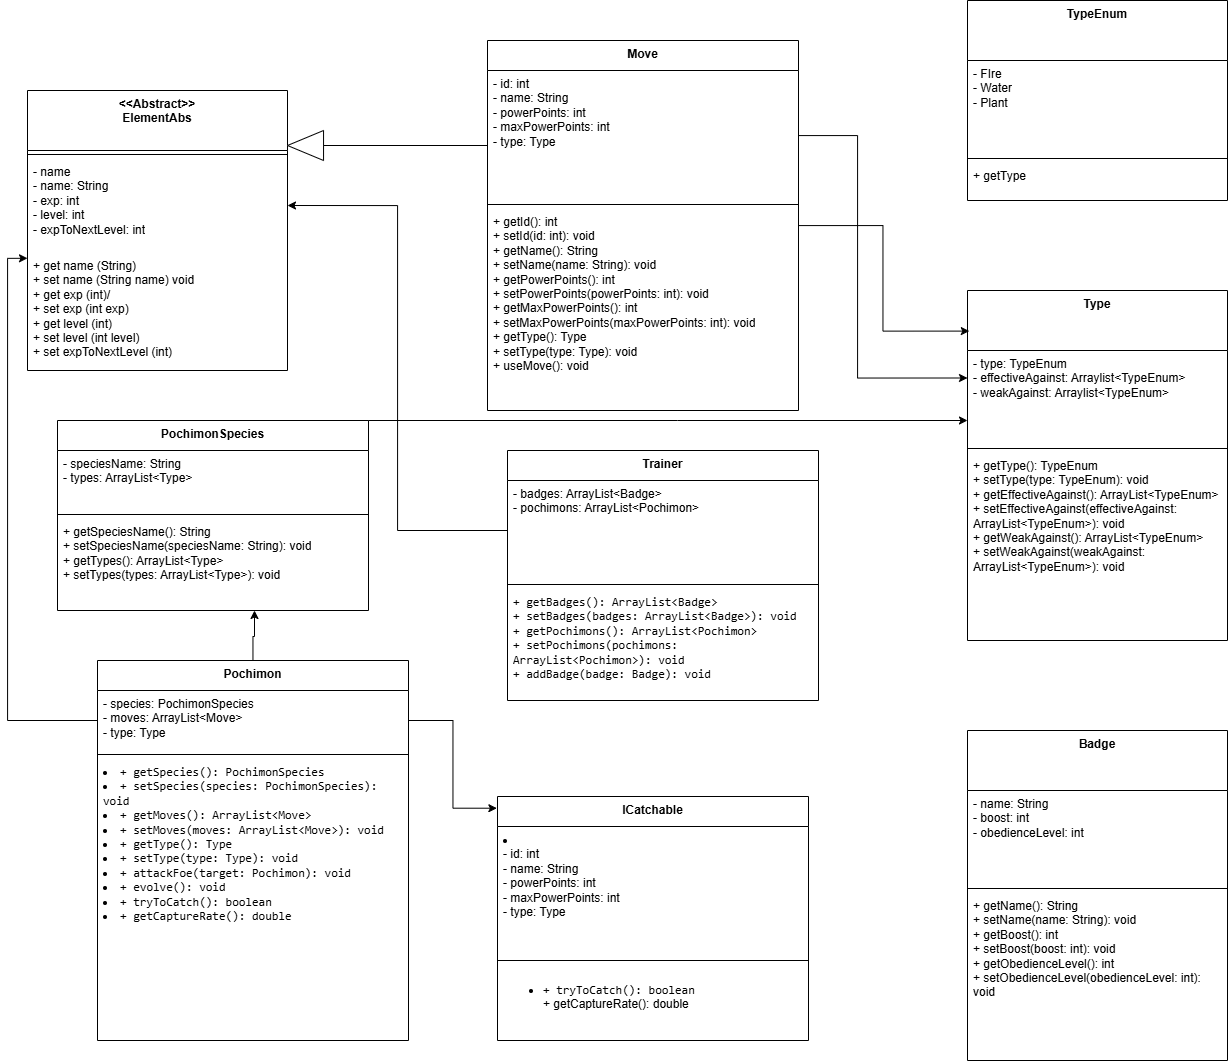 TypeEnum
- FIre
- Water
- Plant
+ getType
Move
- id: int
- name: String
- powerPoints: int
- maxPowerPoints: int
- type: Type
+ getId(): int
+ setId(id: int): void
+ getName(): String
+ setName(name: String): void
+ getPowerPoints(): int
+ setPowerPoints(powerPoints: int): void
+ getMaxPowerPoints(): int
+ setMaxPowerPoints(maxPowerPoints: int): void
+ getType(): Type
+ setType(type: Type): void
+ useMove(): void
<<Abstract>>
ElementAbs
- name
- name: String
- exp: int
- level: int
- expToNextLevel: int
+ get name (String)
+ set name (String name) void
+ get exp (int)/
+ set exp (int exp)
+ get level (int)
+ set level (int level)
+ set expToNextLevel (int)
Type
- type: TypeEnum
- effectiveAgainst: Arraylist<TypeEnum>
- weakAgainst: Arraylist<TypeEnum>
+ getType(): TypeEnum
+ setType(type: TypeEnum): void
+ getEffectiveAgainst(): ArrayList<TypeEnum>
+ setEffectiveAgainst(effectiveAgainst:
ArrayList<TypeEnum>): void
+ getWeakAgainst(): ArrayList<TypeEnum>
+ setWeakAgainst(weakAgainst:
ArrayList<TypeEnum>): void
PochimonSpecies
- speciesName: String
- types: ArrayList<Type>
+ getSpeciesName(): String
+ setSpeciesName(speciesName: String): void
+ getTypes(): ArrayList<Type>
+ setTypes(types: ArrayList<Type>): void
Trainer
- badges: ArrayList<Badge>
- pochimons: ArrayList<Pochimon>
+ getBadges(): ArrayList<Badge>
+ setBadges(badges: ArrayList<Badge>): void
+ getPochimons(): ArrayList<Pochimon>
+ setPochimons(pochimons:
ArrayList<Pochimon>): void
+ addBadge(badge: Badge): void
Pochimon
- species: PochimonSpecies
- moves: ArrayList<Move>
- type: Type
• + getSpecies(): PochimonSpecies
• + setSpecies(species: PochimonSpecies):
void
• + getMoves(): ArrayList<Move>
• + setMoves(moves: ArrayList<Move>): void
• + getType(): Type
• + setType(type: Type): void
• + attackFoe(target: Pochimon): void
• + evolve(): void
• + tryToCatch(): boolean
• + getCaptureRate(): double
ICatchable
•
- id: int
- name: String
- powerPoints: int
- maxPowerPoints: int
- type: Type
• + tryToCatch(): boolean
+ getCaptureRate(): double
Badge
- name: String
- boost: int
- obedienceLevel: int
+ getName(): String
+ setName(name: String): void
+ getBoost(): int
+ setBoost(boost: int): void
+ getObedienceLevel(): int
+ setObedienceLevel(obedienceLevel: int):
void